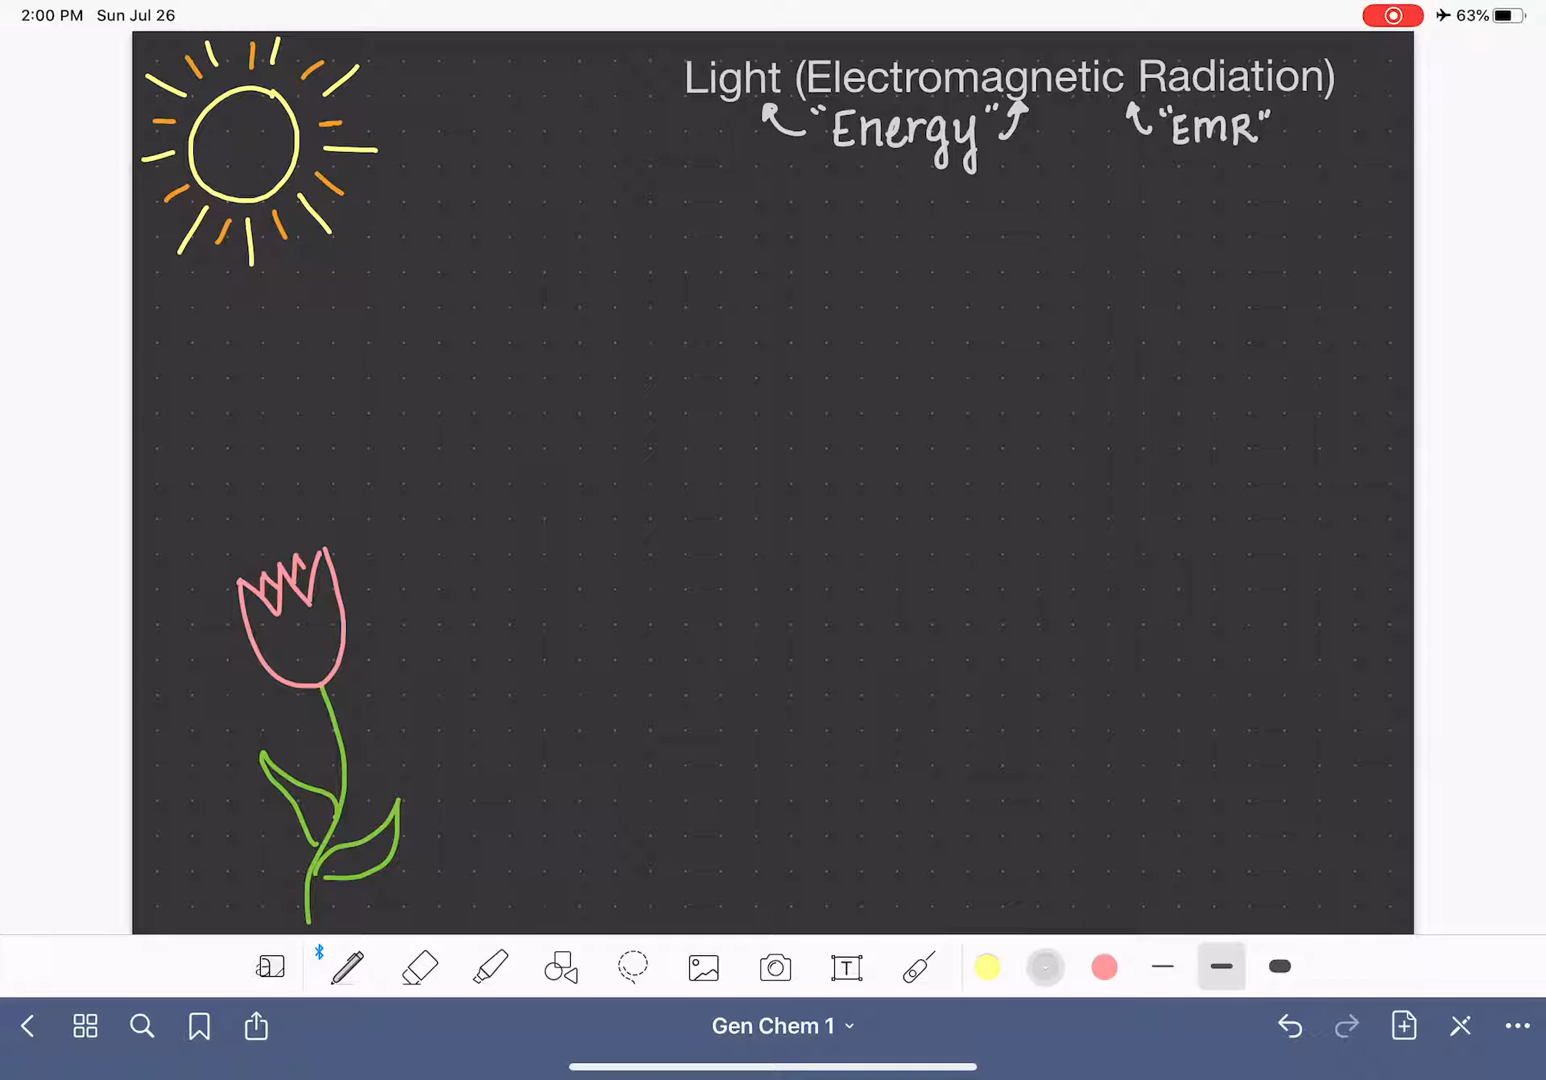 2:00 PM Sun Jul 26
63%
Light (Electromagnetic Radiation)
"Energy" "EMR"
T
Gen Chem 1